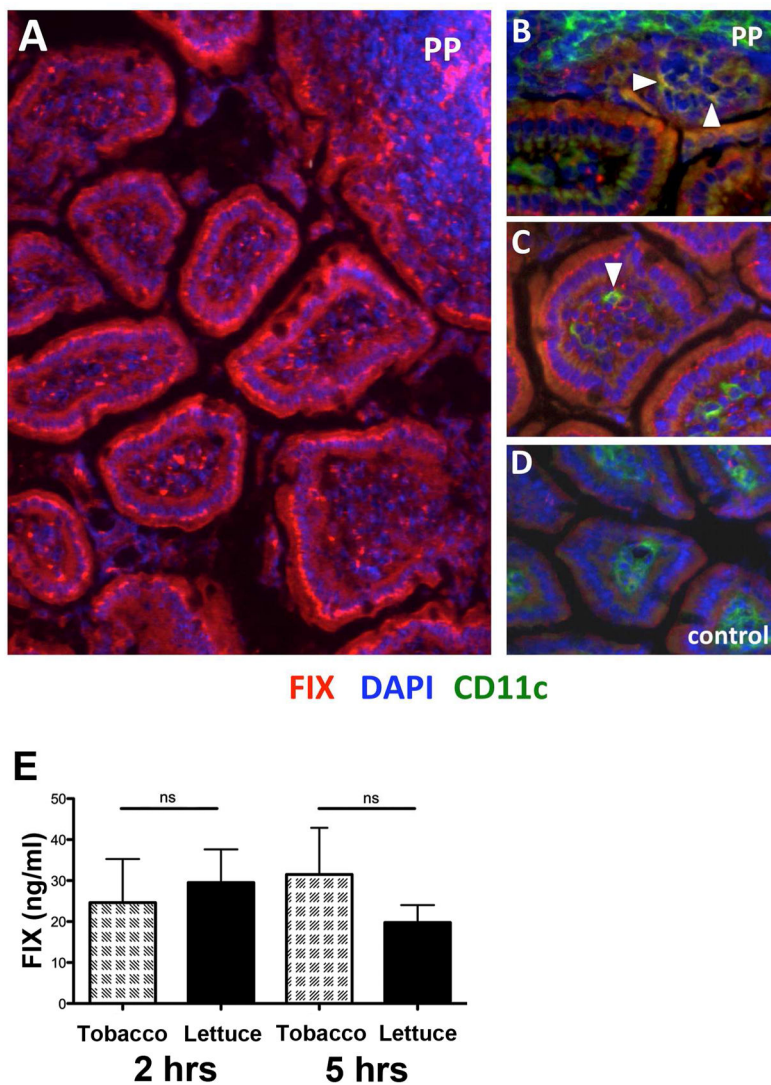 A
PP
B
PP
C
D
control
FIX DAPI CD11c
E
ns
ns
FIX (ng/ml)
50
40
30
20
10
0
Tobacco Lettuce Tobacco Lettuce
2 hrs 5 hrs